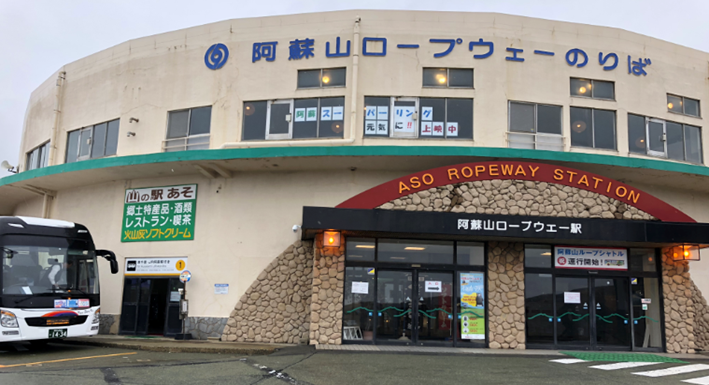 阿蘇山ロープウェーのりば
阿蘇スーパーリング
元気に!!上映中
ASO ROPEWAY STATION
山の駅あそ
郷土特産品・酒類
レストラン・喫茶
火山灰ソフトクリーム
阿蘇山ロープウェー駅
阿蘇山ループシャトル
運行開始!
1